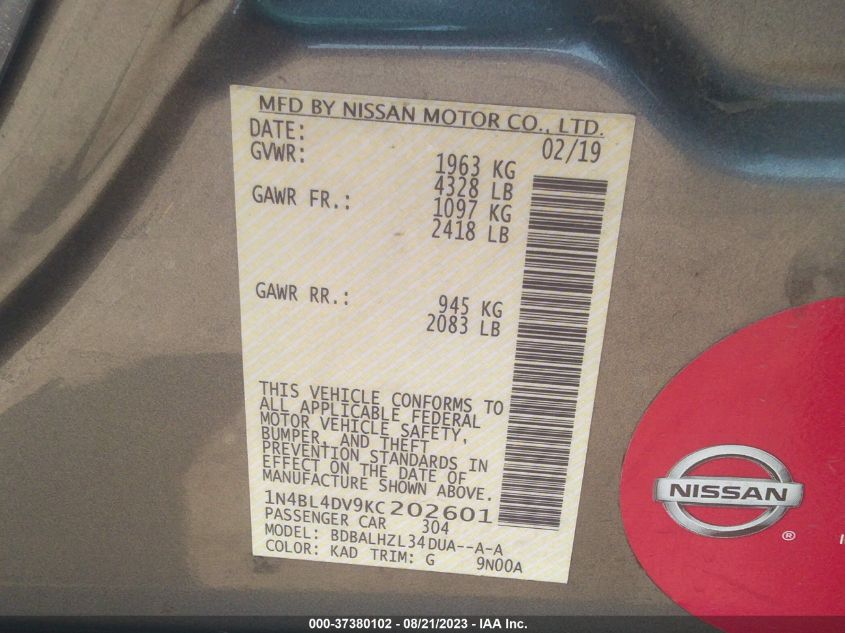 MFD BY NISSAN MOTOR CO., LTD.
DATE: 02/19
GVWR: 1963 KG
4328 LB
GAWR FR.: 1097 KG
2418 LB
GAWR RR.: 945 KG
2083 LB
THIS VEHICLE CONFORMS TO
ALL APPLICABLE FEDERAL
MOTOR VEHICLE SAFETY,
BUMPER, AND THEFT
PREVENTION STANDARDS IN
EFFECT ON THE DATE OF
MANUFACTURE SHOWN ABOVE.
1N4BL4DV9KC202601
PASSENGER CAR 304
MODEL: BDBALHZL34DUA--A-A
COLOR: KAD TRIM: G 9N00A
NISSAN
®
000-37380102 - 08/21/2023 - IAA Inc.